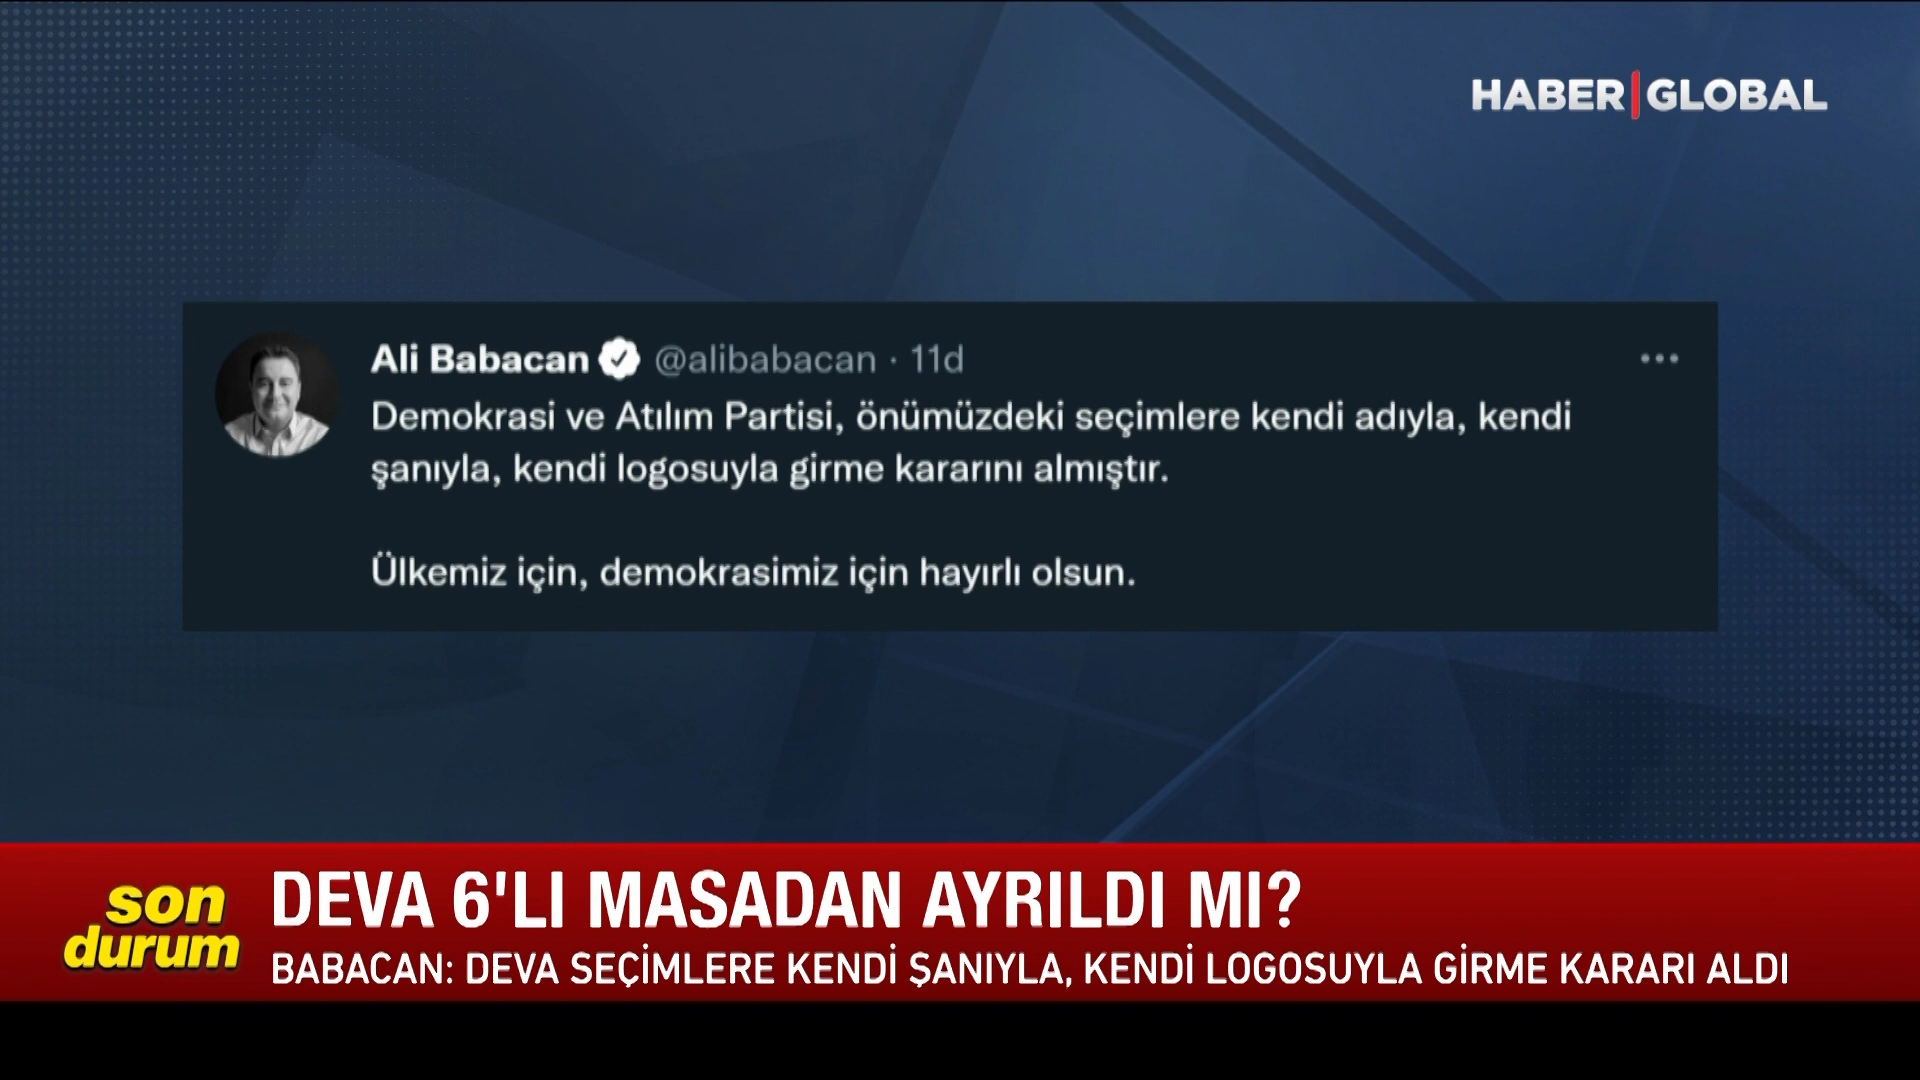 HABER GLOBAL
Ali Babacan @alibabacan · 11d
Demokrasi ve Atılım Partisi, önümüzdeki seçimlere kendi adıyla, kendi
şanıyla, kendi logosuyla girme kararını almıştır.
Ülkemiz için, demokrasimiz için hayırlı olsun.
son
durum
DEVA 6'LI MASADAN AYRILDI MI?
BABACAN: DEVA SEÇİMLERE KENDİ ŞANIYLA, KENDİ LOGOSUYLA GİRME KARARI ALDI